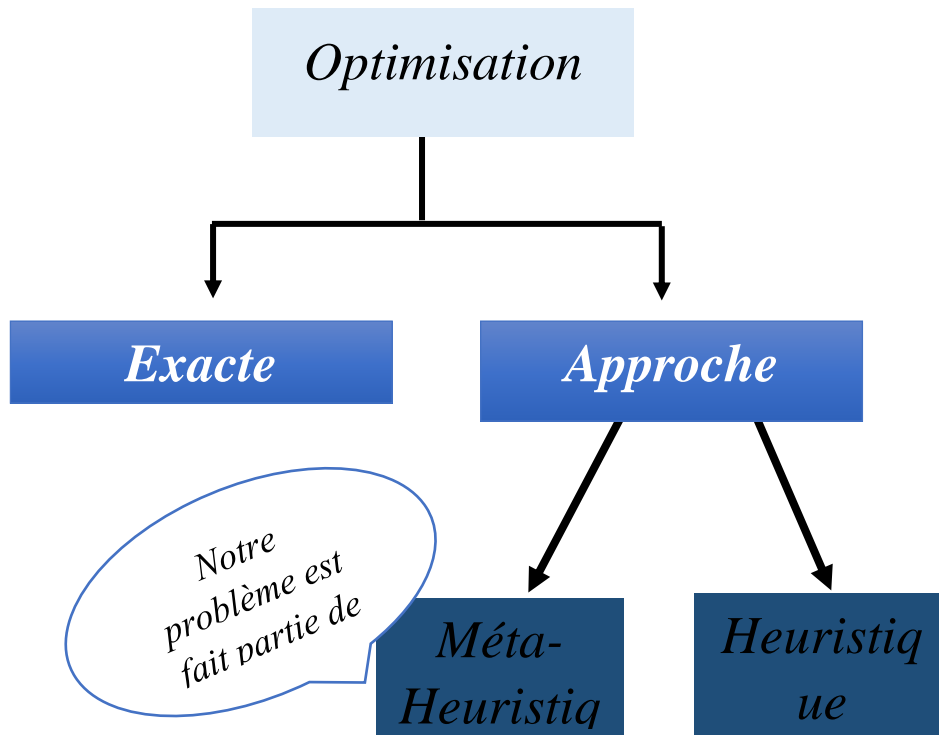 Optimisation
Exacte
Approche
Notre
problème est
fait partie de
Méta-
Heuristiq
Heuristiq
ue